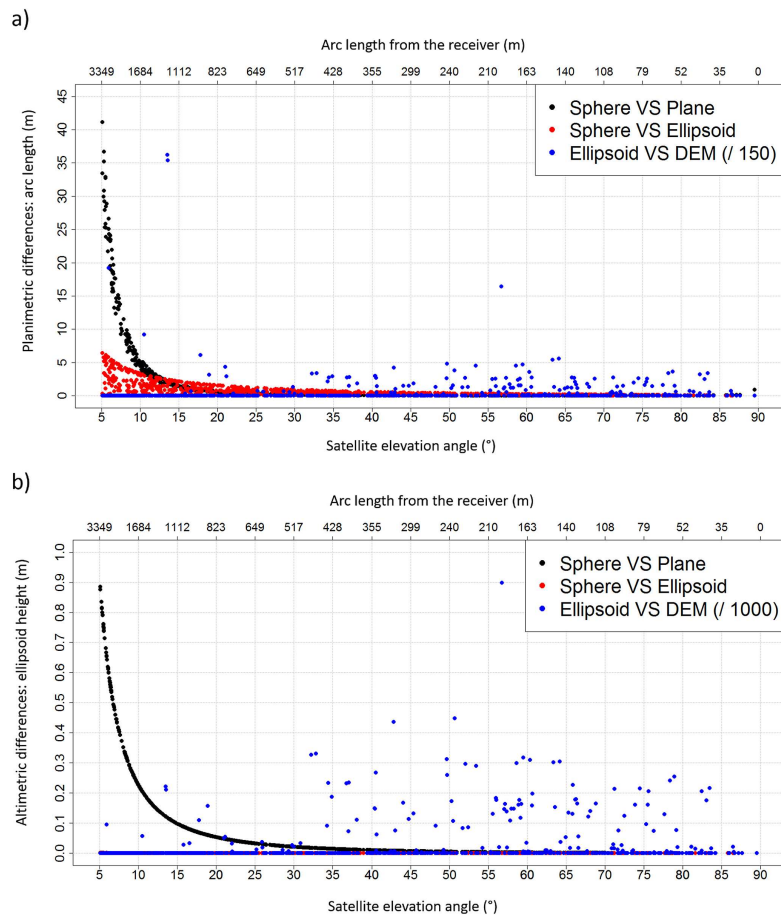 a)
Arc length from the receiver (m)
3349 1684 1112 823 649 517 428 355 299 240 210 163 140 108 79 52 35 0
Planimetric differences: arc length (m)
45
40
35
30
25
20
15
10
5
0
Sphere VS Plane
Sphere VS Ellipsoid
Ellipsoid VS DEM (/ 150)
5 10 15 20 25 30 35 40 45 50 55 60 65 70 75 80 85 90
Satellite elevation angle (°)
b)
Arc length from the receiver (m)
3349 1684 1112 823 649 517 428 355 299 240 210 163 140 108 79 52 35 0
Altimetric differences: ellipsoid height (m)
1.0
0.9
0.8
0.7
0.6
0.5
0.4
0.3
0.2
0.1
0.0
Sphere VS Plane
Sphere VS Ellipsoid
Ellipsoid VS DEM (/ 1000)
5 10 15 20 25 30 35 40 45 50 55 60 65 70 75 80 85 90
Satellite elevation angle (°)